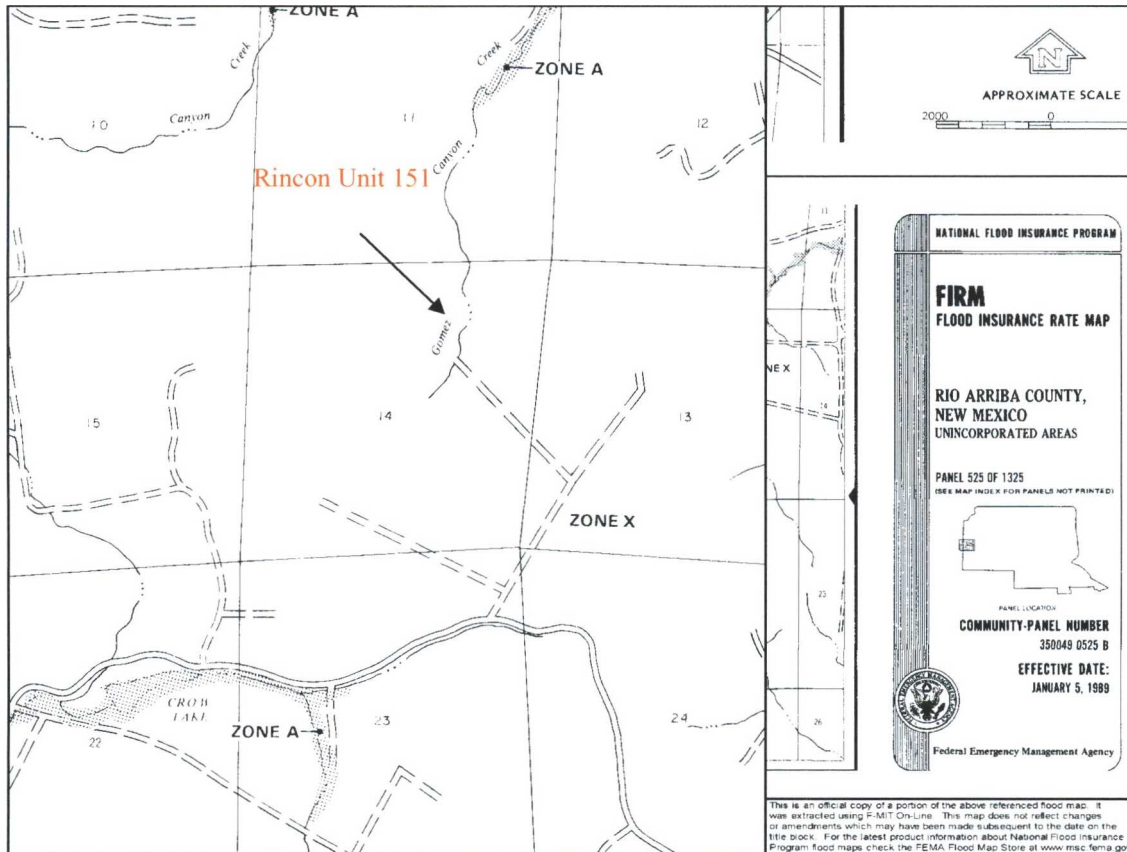 ZONE A
Creek
Canyon
10
Creek
ZONE A
11
Canyon
12
Rincon Unit 151
Gomez
15
14
13
ZONE X
CROW
LAKE
ZONE A
22
23
24
N
APPROXIMATE SCALE
2000 0
NE X
25
26
NATIONAL FLOOD INSURANCE PROGRAM
FIRM
FLOOD INSURANCE RATE MAP
RIO ARRIBA COUNTY,
NEW MEXICO
UNINCORPORATED AREAS
PANEL 525 OF 1325
(SEE MAP INDEX FOR PANELS NOT PRINTED)
PANEL LOCATION
COMMUNITY-PANEL NUMBER
350049 0525 B
EFFECTIVE DATE:
JANUARY 5, 1989
FEDERAL EMERGENCY MANAGEMENT AGENCY
Federal Emergency Management Agency
This is an official copy of a portion of the above referenced flood map. It
was extracted using F-MIT On-Line. This map does not reflect changes
or amendments which may have been made subsequent to the date on the
title block. For the latest product information about National Flood Insurance
Program flood maps check the FEMA Flood Map Store at www.msc.fema.go